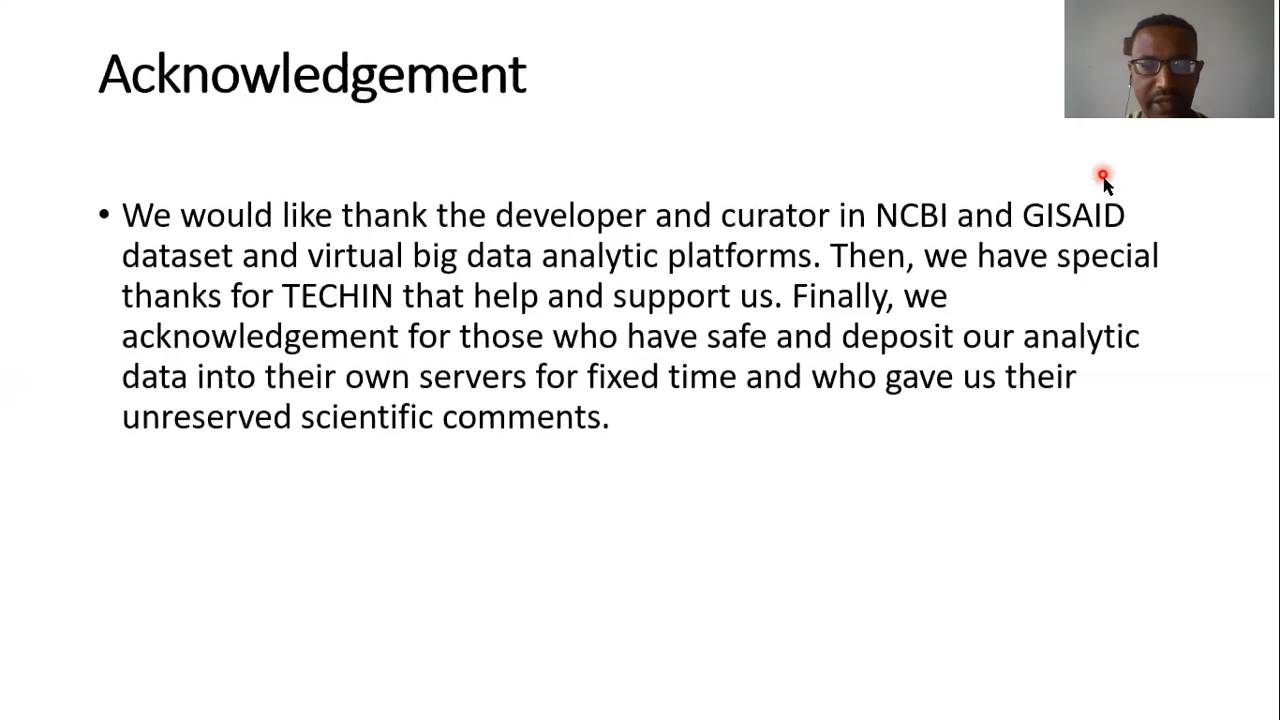 Acknowledgement
• We would like thank the developer and curator in NCBI and GISAID
dataset and virtual big data analytic platforms. Then, we have special
thanks for TECHIN that help and support us. Finally, we
acknowledgement for those who have safe and deposit our analytic
data into their own servers for fixed time and who gave us their
unreserved scientific comments.